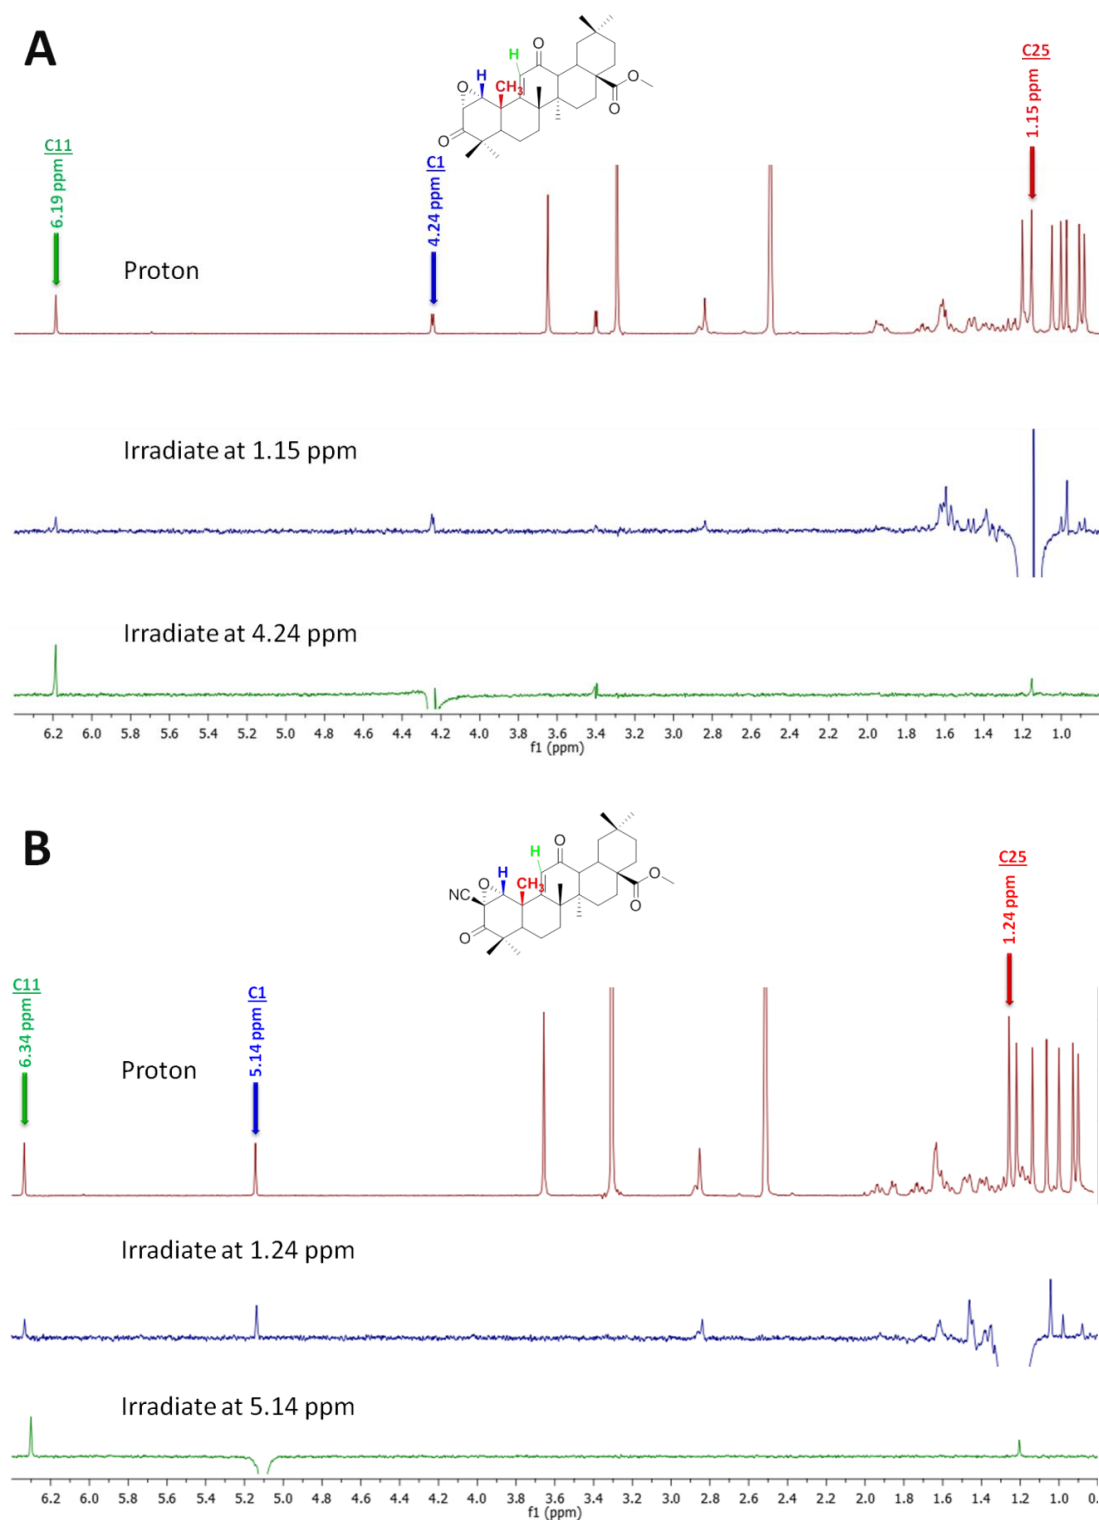 A
H
O
O
H
CH3
O
O
O
C11
6.19 ppm
C1
4.24 ppm
C25
1.15 ppm
Proton
Irradiate at 1.15 ppm
Irradiate at 4.24 ppm
6.2 6.0 5.8 5.6 5.4 5.2 5.0 4.8 4.6 4.4 4.2 4.0 3.8 3.6 3.4 3.2 3.0 2.8 2.6 2.4 2.2 2.0 1.8 1.6 1.4 1.2 1.0
f1 (ppm)
B
O
H
H
O
NC
CH3
O
O
O
C11
6.34 ppm
C1
5.14 ppm
C25
1.24 ppm
Proton
Irradiate at 1.24 ppm
Irradiate at 5.14 ppm
6.2 6.0 5.8 5.6 5.4 5.2 5.0 4.8 4.6 4.4 4.2 4.0 3.8 3.6 3.4 3.2 3.0 2.8 2.6 2.4 2.2 2.0 1.8 1.6 1.4 1.2 1.0
f1 (ppm)